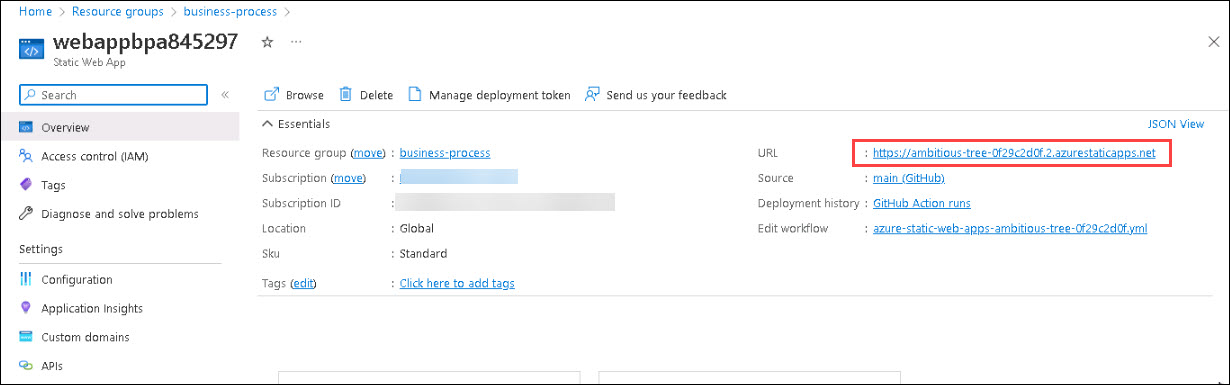 Home > Resource groups > business-process >
webappbpa845297
Static Web App
Search
Browse Delete Manage deployment token Send us your feedback
Overview
Access control (IAM)
Tags
Diagnose and solve problems
Settings
Configuration
Application Insights
Custom domains
APIs
Essentials
JSON View
Resource group (move) : business-process
Subscription (move) :
Subscription ID :
Location : Global
Sku : Standard
Tags (edit) : Click here to add tags
URL : https://ambitious-tree-0f29c2d0f.2.azurestaticapps.net
Source : main (GitHub)
Deployment history : GitHub Action runs
Edit workflow : azure-static-web-apps-ambitious-tree-0f29c2d0f.yml